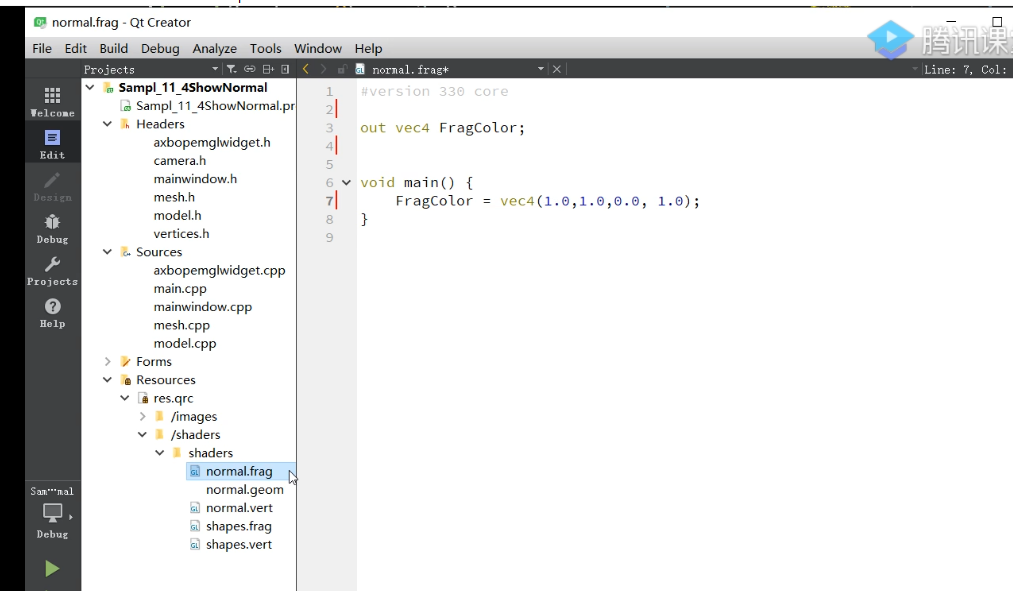 normal.frag - Qt Creator
腾讯课
File Edit Build Debug Analyze Tools Window Help
Projects
normal.frag*
Line: 7, Col:
Welcome
Edit
Design
Debug
Projects
Help
Sam···mal
Debug
Sampl_11_4ShowNormal
Sampl_11_4ShowNormal.pr
Headers
axbopemglwidget.h
camera.h
mainwindow.h
mesh.h
model.h
vertices.h
Sources
axbopemglwidget.cpp
main.cpp
mainwindow.cpp
mesh.cpp
model.cpp
Forms
Resources
res.qrc
/images
/shaders
shaders
normal.frag
normal.geom
normal.vert
shapes.frag
shapes.vert
1 #version 330 core
2
3 out vec4 FragColor;
4
5
6 void main() {
7 FragColor = vec4(1.0,1.0,0.0, 1.0);
8 }
9